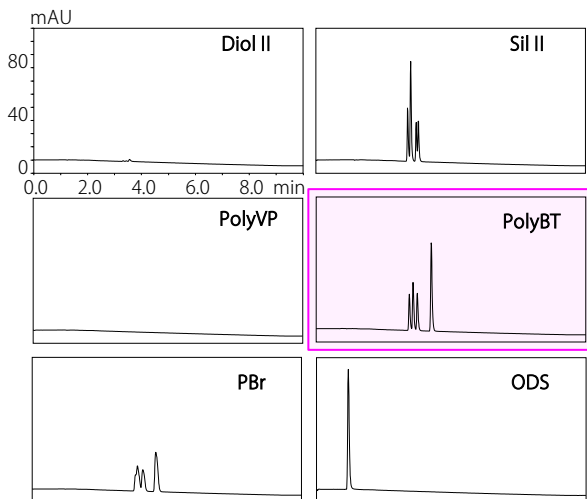 mAU
Diol II
Sil II
80
40
0
0.0 2.0 4.0 6.0 8.0 min
PolyVP
PolyBT
PBr
ODS